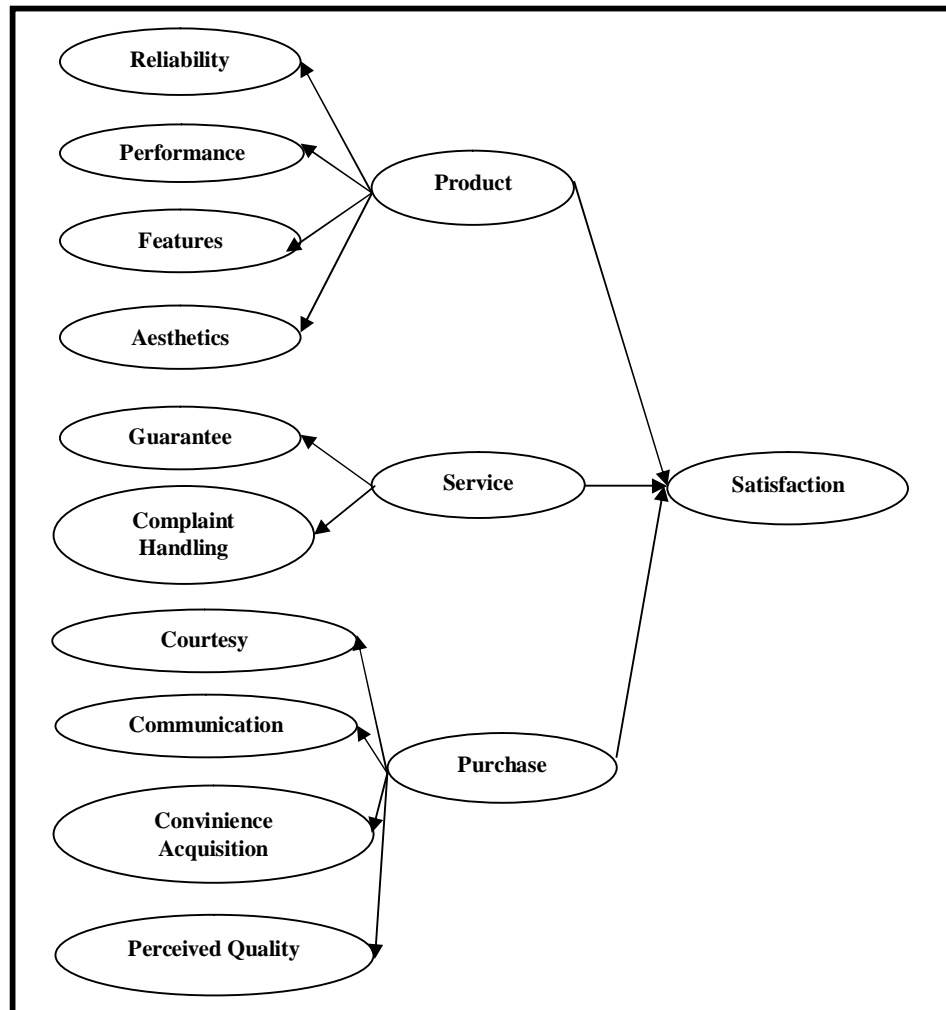 Reliability
Performance
Product
Features
Aesthetics
Guarantee
Service
Satisfaction
Complaint
Handling
Courtesy
Communication
Purchase
Convinience
Acquisition
Perceived Quality